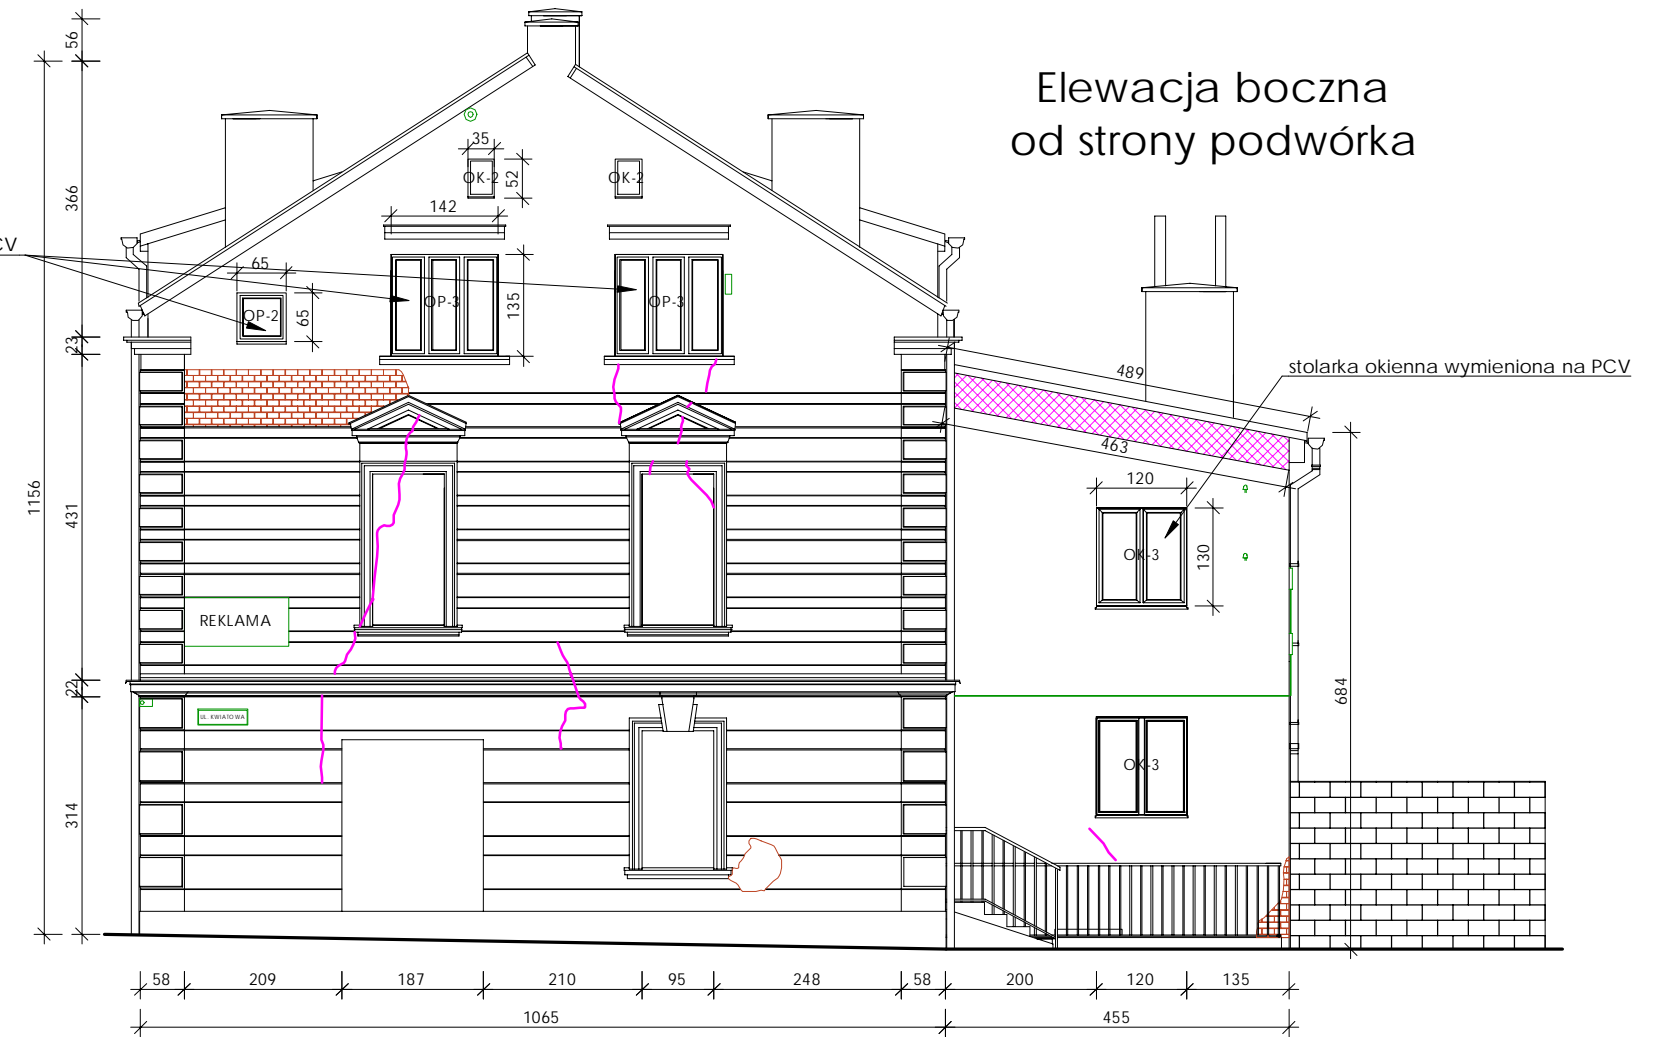 Elewacja boczna
od strony podwórka
56
366
1156
23
431
22
314
CV
35
OK-2
52
OK-2
142
65
OP-2
65
OP-3
135
OP-3
489
463
stolarka okienna wymieniona na PCV
120
OK-3
130
REKLAMA
UL. KWIATOWA
684
OK-3
58
209
187
210
95
248
58
200
120
135
1065
455